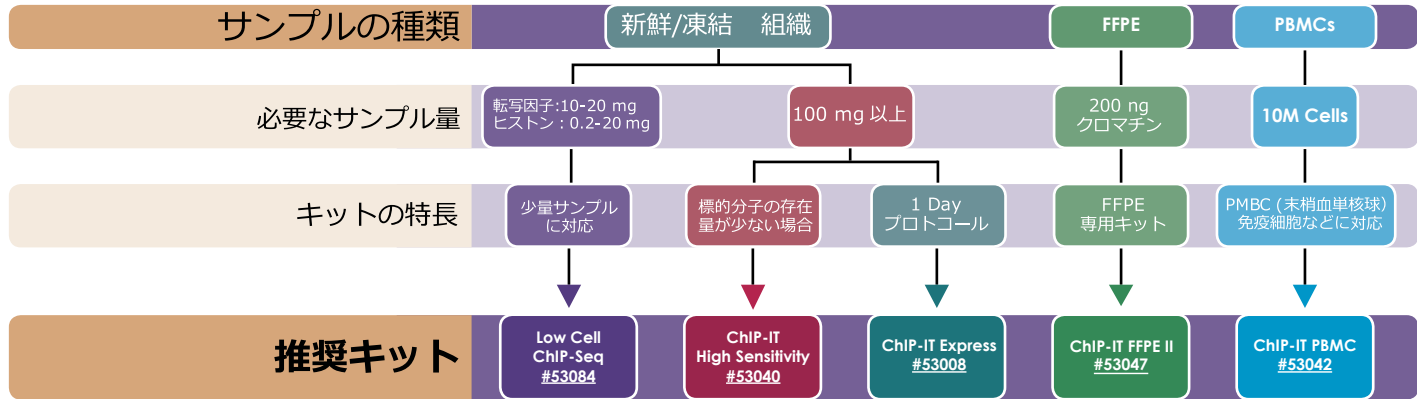 サンプルの種類
新鮮/凍結　組織
FFPE
PBMCs
必要なサンプル量
転写因子:10-20 mg
ヒストン：0.2-20 mg
100 mg 以上
200 ng
クロマチン
10M Cells
キットの特長
少量サンプル
に対応
標的分子の存在
量が少ない場合
1 Day
プロトコール
FFPE
専用キット
PMBC (末梢血単核球)
免疫細胞などに対応
推奨キット
Low Cell
ChIP-Seq
#53084
ChIP-IT
High Sensitivity
#53040
ChIP-IT Express
#53008
ChIP-IT FFPE II
#53047
ChIP-IT PBMC
#53042